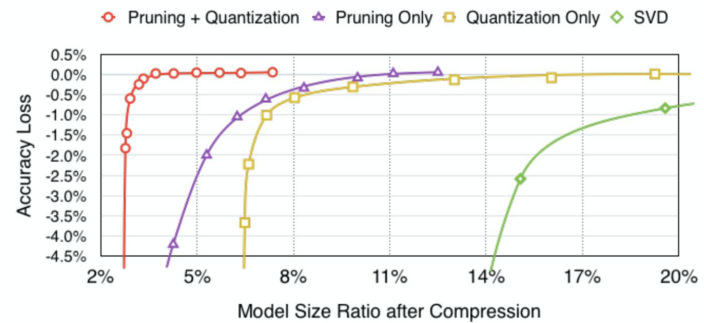 Pruning + Quantization Pruning Only Quantization Only SVD
0.5%
0.0%
-0.5%
-1.0%
-1.5%
-2.0%
-2.5%
-3.0%
-3.5%
-4.0%
-4.5%
Accuracy Loss
2% 5% 8% 11% 14% 17% 20%
Model Size Ratio after Compression